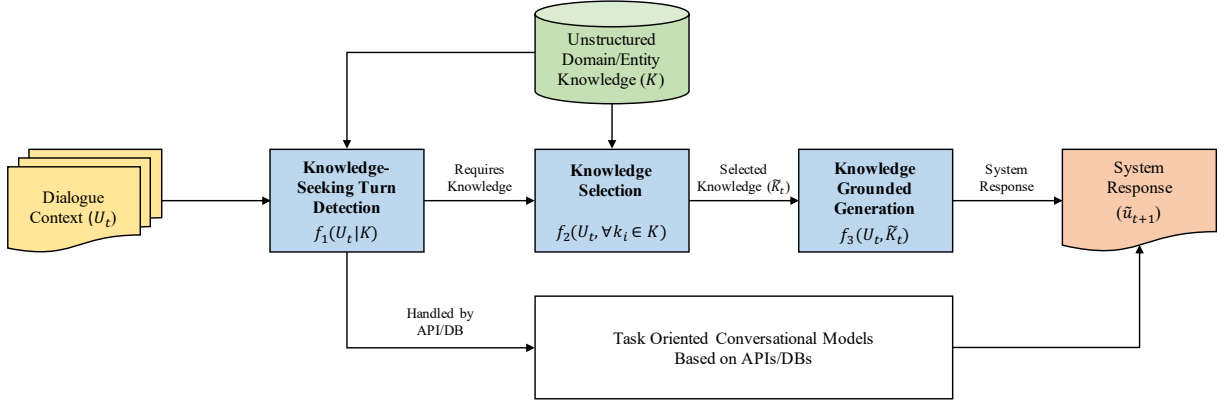 Unstructured
Domain/Entity
Knowledge (K)
Dialogue
Context (U_t)
Knowledge-
Seeking Turn
Detection
f_1(U_t|K)
Requires
Knowledge
Knowledge
Selection
f_2(U_t, ∀k_i ∈ K)
Selected
Knowledge (K̃_t)
Knowledge
Grounded
Generation
f_3(U_t, K̃_t)
System
Response
System
Response
(ũ_{t+1})
Handled by
API/DB
Task Oriented Conversational Models
Based on APIs/DBs